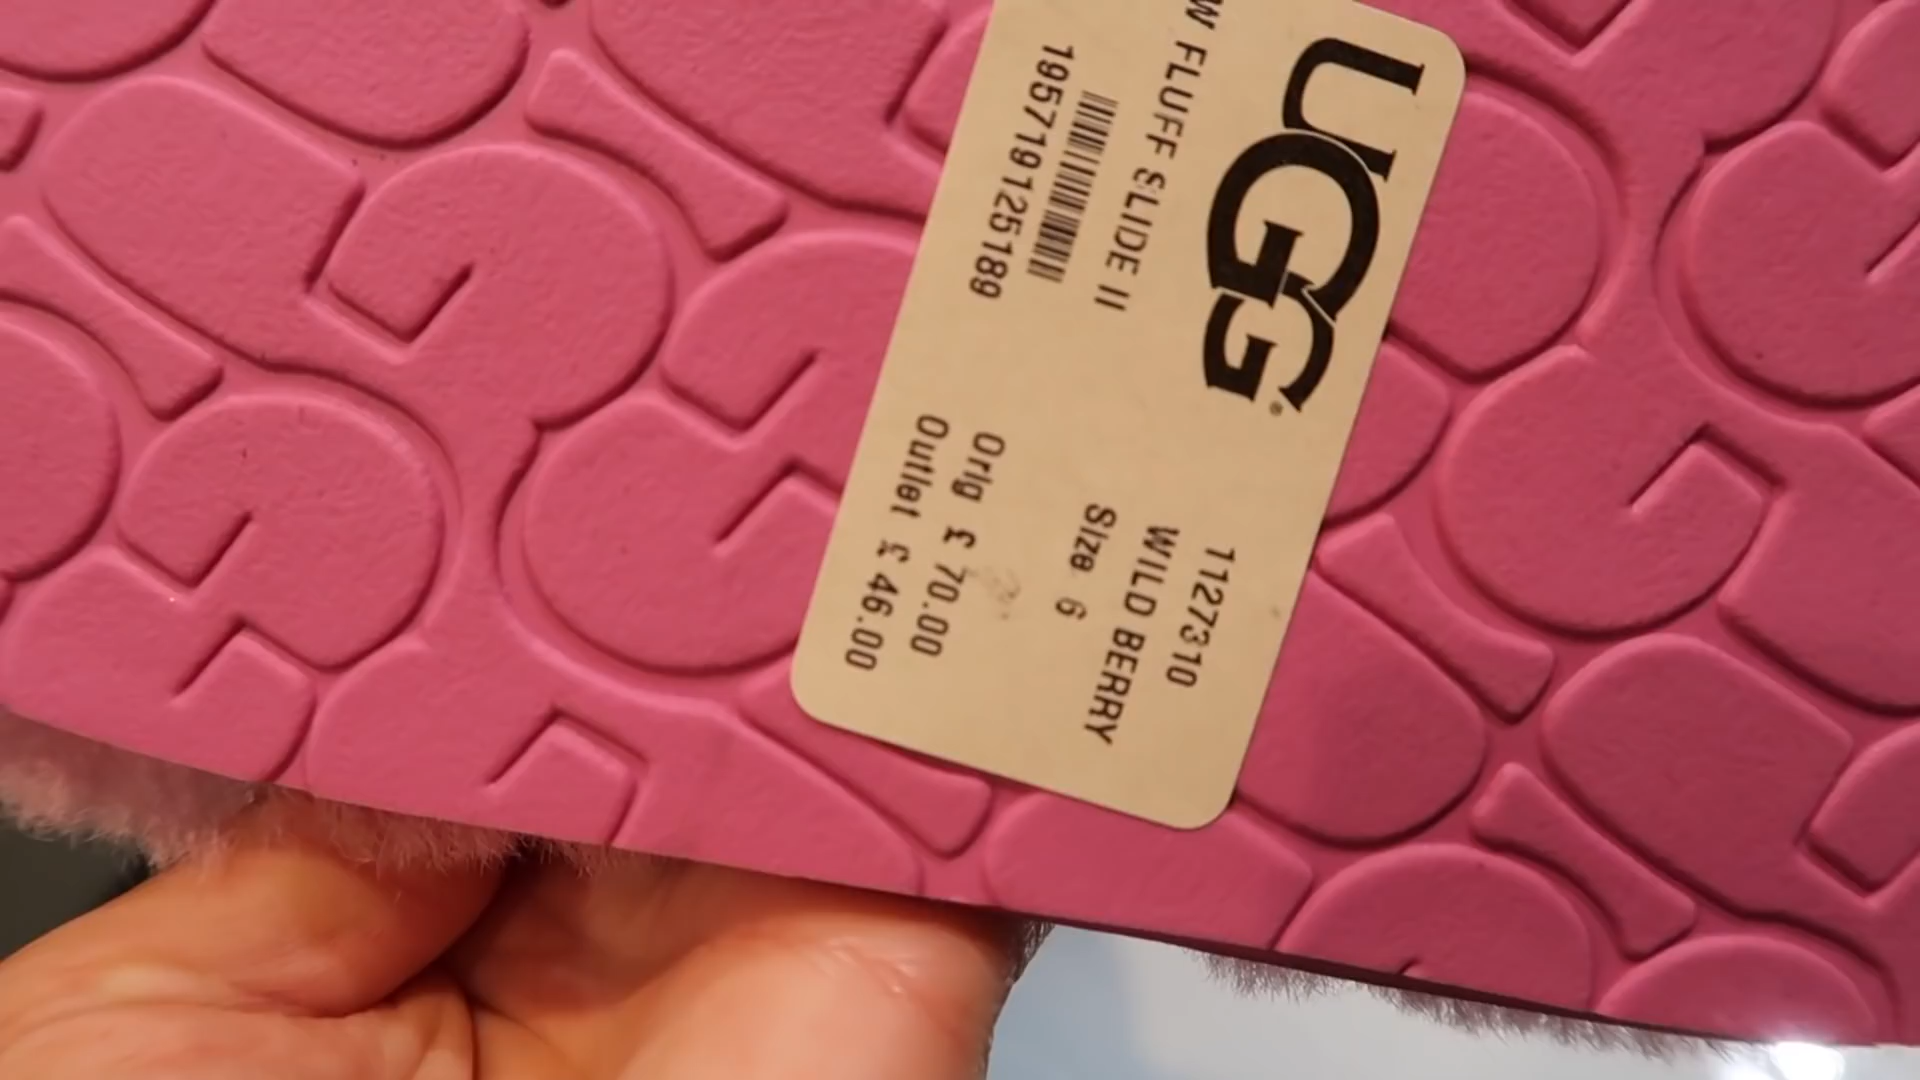 UGG®
W FLUFF SLIDE II
195719125189
1127310
WILD BERRY
Size 6
Orig £ 70.00
Outlet £ 46.00